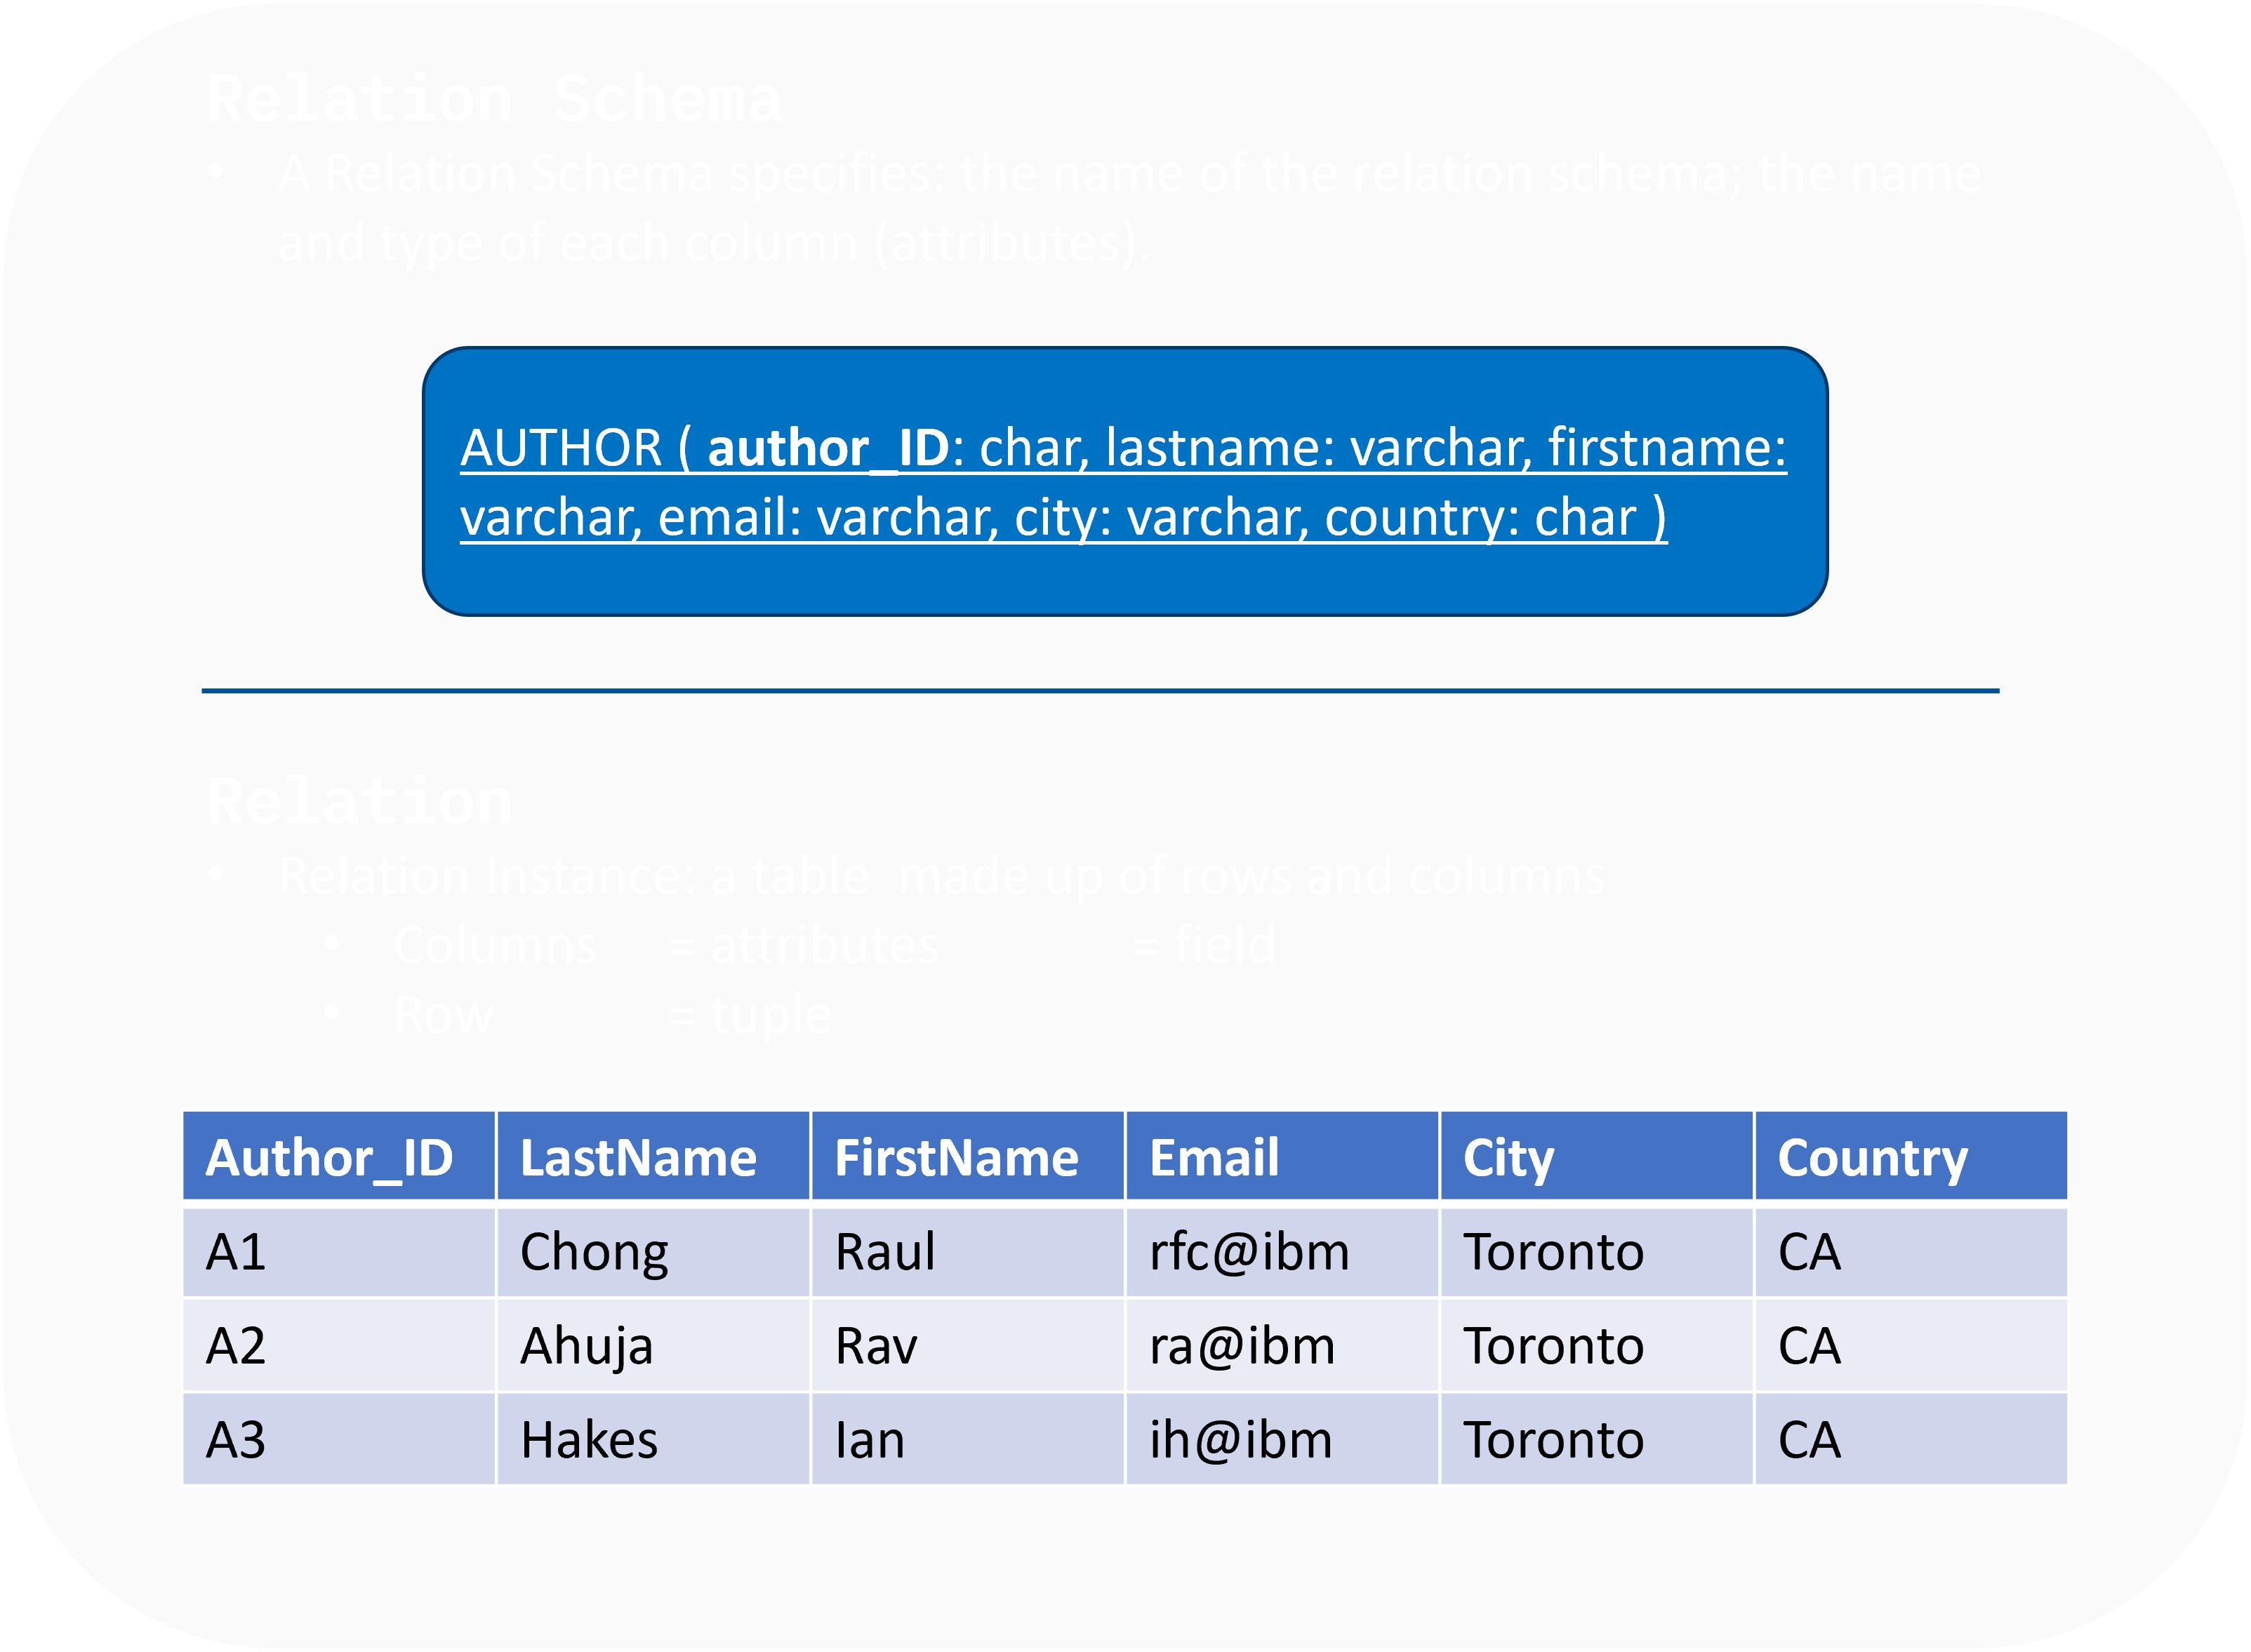 Relation Schema
• A Relation Schema specifies: the name of the relation schema; the name
and type of each column (attributes).
AUTHOR ( author_ID: char, lastname: varchar, firstname:
varchar, email: varchar, city: varchar, country: char )
Relation
• Relation Instance: a table made up of rows and columns
• Columns = attributes = field
• Row = tuple
Author_ID LastName FirstName Email City Country
A1 Chong Raul rfc@ibm Toronto CA
A2 Ahuja Rav ra@ibm Toronto CA
A3 Hakes Ian ih@ibm Toronto CA